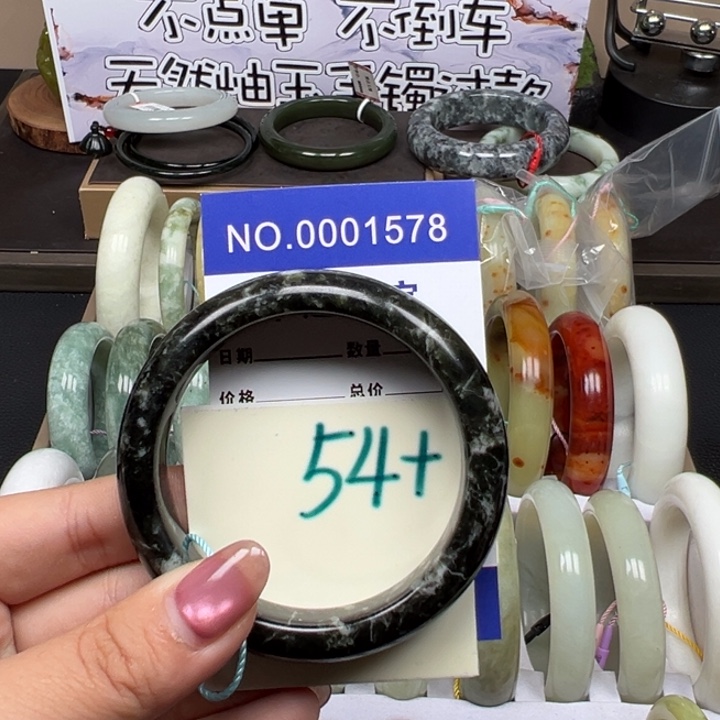 不点单 不倒车
天然岫玉手镯过款
NO.0001578
日期 数量
价格 总价
54+